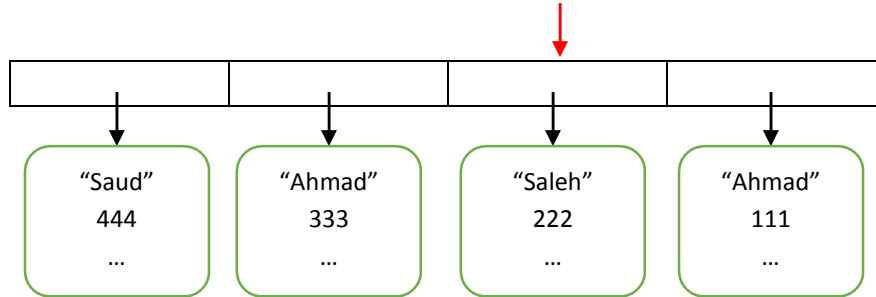 “Saud” “Ahmad” “Saleh” “Ahmad”
444 333 222 111
... ... ... ...